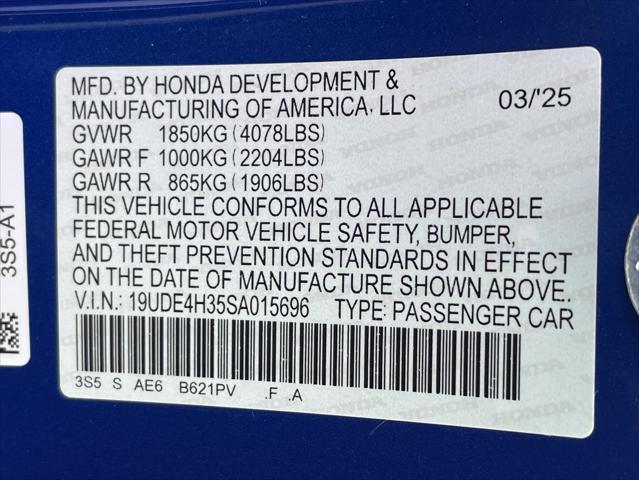 MFD. BY HONDA DEVELOPMENT &
MANUFACTURING OF AMERICA, LLC 03/'25
GVWR 1850KG (4078LBS)
GAWR F 1000KG (2204LBS)
GAWR R 865KG (1906LBS)
THIS VEHICLE CONFORMS TO ALL APPLICABLE
FEDERAL MOTOR VEHICLE SAFETY, BUMPER,
AND THEFT PREVENTION STANDARDS IN EFFECT
ON THE DATE OF MANUFACTURE SHOWN ABOVE.
V.I.N.: 19UDE4H35SA015696 TYPE: PASSENGER CAR
3S5 S AE6 B621PV .F .A
3S5-A1
HONDA